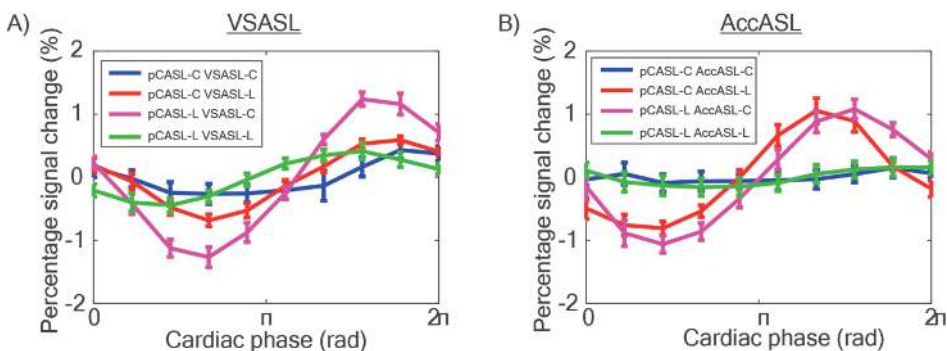 A)
VSASL
Percentage signal change (%)
2
1
0
-1
-2
pCASL-C VSASL-C
pCASL-C VSASL-L
pCASL-L VSASL-C
pCASL-L VSASL-L
0
п
2п
Cardiac phase (rad)
B)
AccASL
Percentage signal change (%)
2
1
0
-1
-2
pCASL-C AccASL-C
pCASL-C AccASL-L
pCASL-L AccASL-C
pCASL-L AccASL-L
0
п
2п
Cardiac phase (rad)